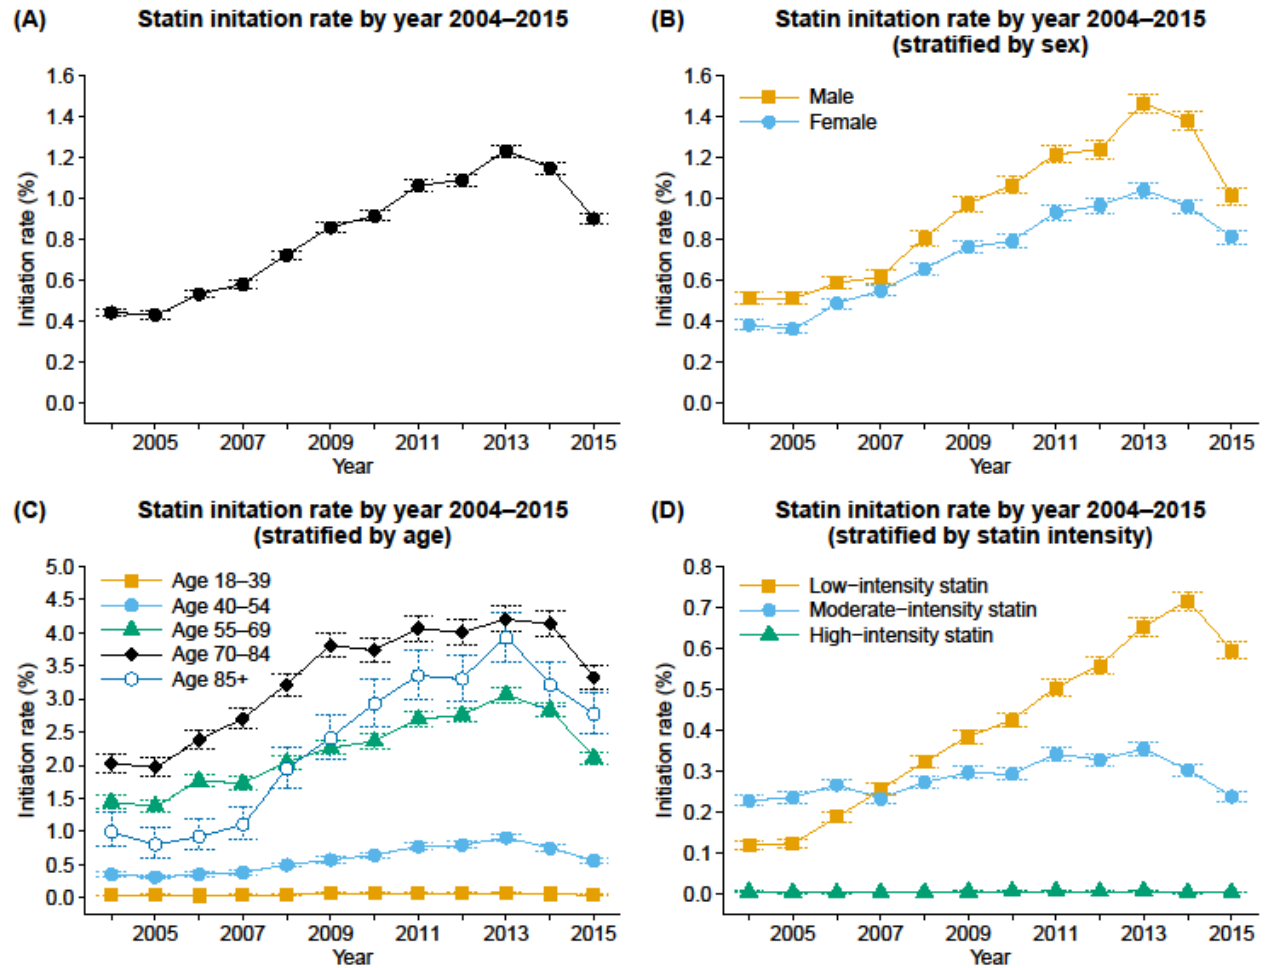 (A) Statin initation rate by year 2004–2015
1.6
1.4
1.2
1.0
0.8
0.6
0.4
0.2
0.0
Initiation rate (%)
2005 2007 2009 2011 2013 2015
Year
(B) Statin initation rate by year 2004–2015
(stratified by sex)
Male
Female
1.6
1.4
1.2
1.0
0.8
0.6
0.4
0.2
0.0
Initiation rate (%)
2005 2007 2009 2011 2013 2015
Year
(C) Statin initation rate by year 2004–2015
(stratified by age)
Age 18–39
Age 40–54
Age 55–69
Age 70–84
Age 85+
5.0
4.5
4.0
3.5
3.0
2.5
2.0
1.5
1.0
0.5
0.0
Initiation rate (%)
2005 2007 2009 2011 2013 2015
Year
(D) Statin initation rate by year 2004–2015
(stratified by statin intensity)
Low−intensity statin
Moderate−intensity statin
High−intensity statin
0.8
0.7
0.6
0.5
0.4
0.3
0.2
0.1
0.0
Initiation rate (%)
2005 2007 2009 2011 2013 2015
Year